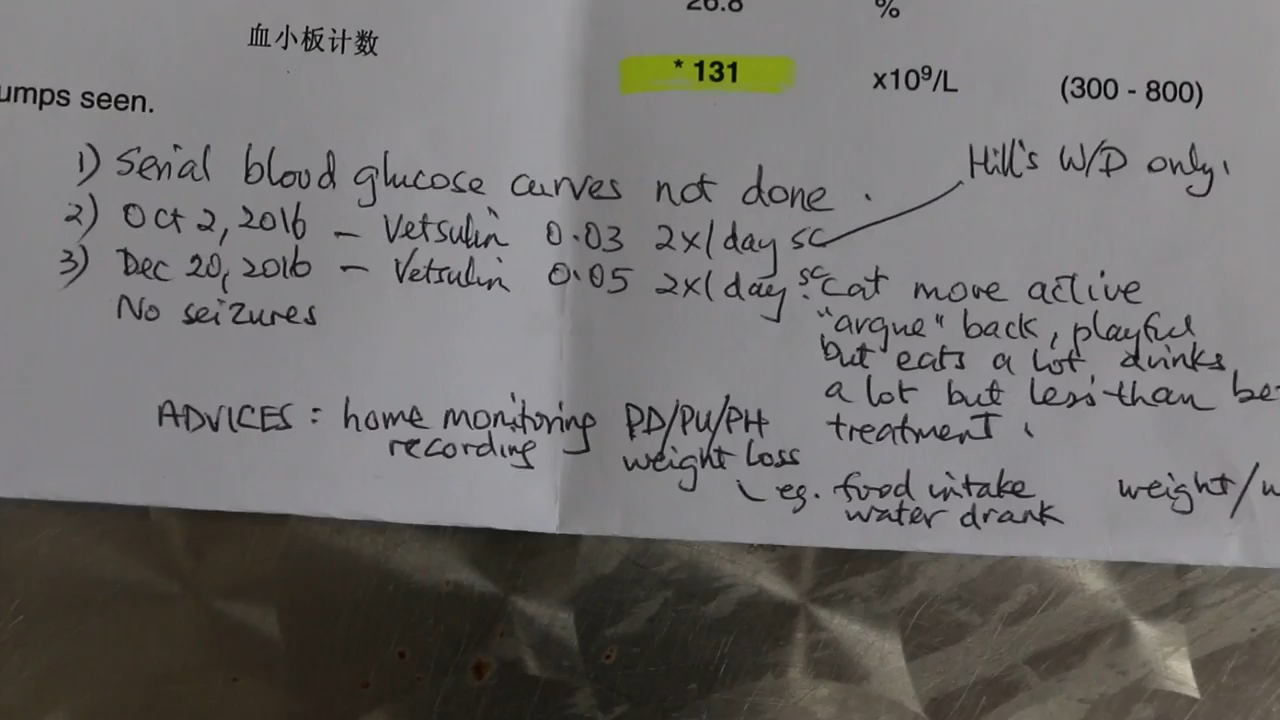 26.8 %
血小板计数 * 131 x10⁹/L (300 - 800)
umps seen.
Hill's W/D only.
1) Serial blood glucose curves not done.
2) Oct 2, 2016 – Vetsulin 0.03 2x/day sc
3) Dec 20, 2016 – Vetsulin 0.05 2x/day sc. cat more active
No seizures
"argue" back, playful
but eats a lot drinks
a lot but less than be
treatment.
ADVICES: home monitoring PD/PU/PH
recording weight loss
eg. food intake weight/w
water drank